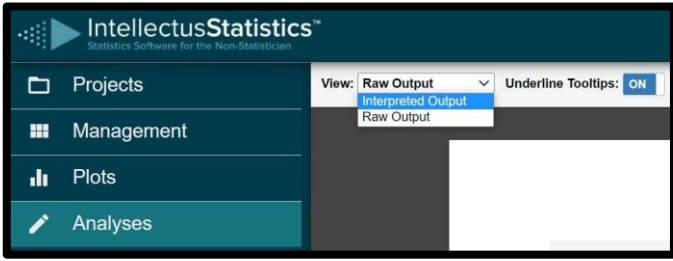 IntellectusStatistics™
Statistics Software for the Non-Statistician
Projects
View: Raw Output Underline Tooltips: ON
Interpreted Output
Raw Output
Management
Plots
Analyses